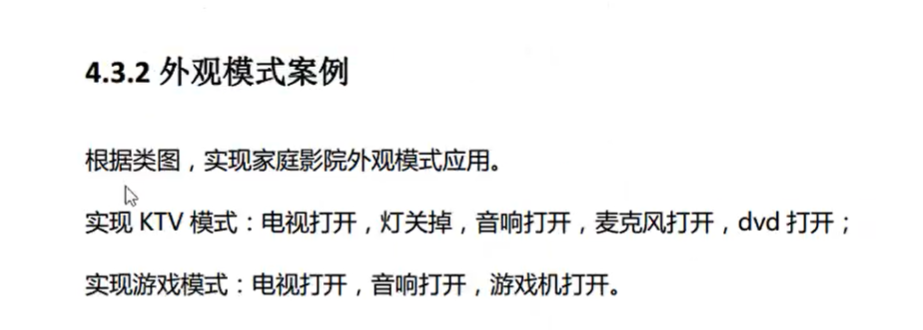 4.3.2 外观模式案例
根据类图，实现家庭影院外观模式应用。
实现 KTV 模式：电视打开，灯关掉，音响打开，麦克风打开，dvd 打开；
实现游戏模式：电视打开，音响打开，游戏机打开。